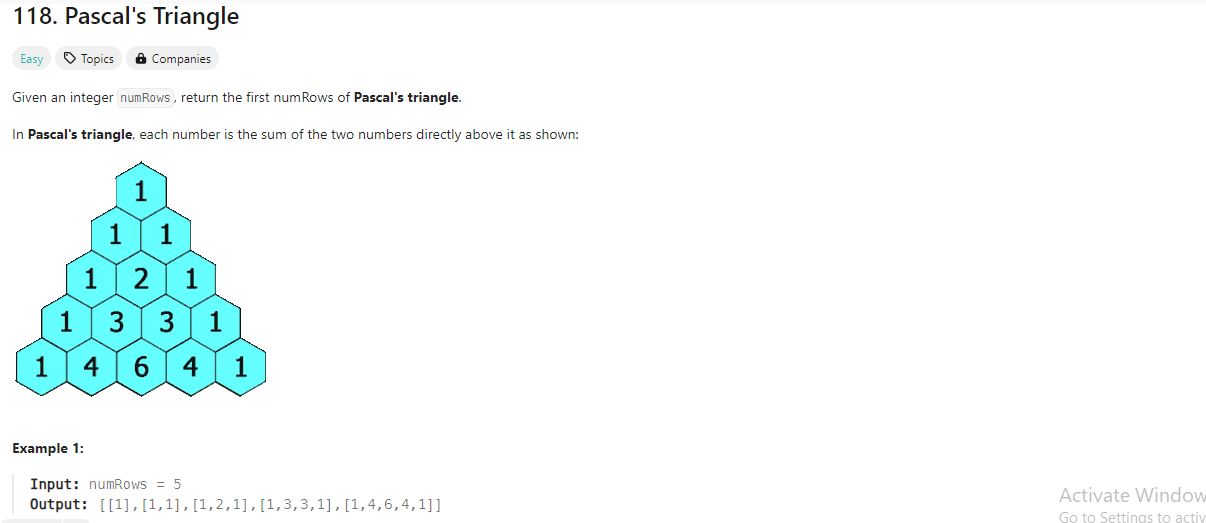 118. Pascal's Triangle
Easy Topics Companies
Given an integer numRows, return the first numRows of Pascal's triangle.
In Pascal's triangle, each number is the sum of the two numbers directly above it as shown:
1
1 1
1 2 1
1 3 3 1
1 4 6 4 1
Example 1:
Input: numRows = 5
Output: [[1],[1,1],[1,2,1],[1,3,3,1],[1,4,6,4,1]]
Activate Window
Go to Settings to activ